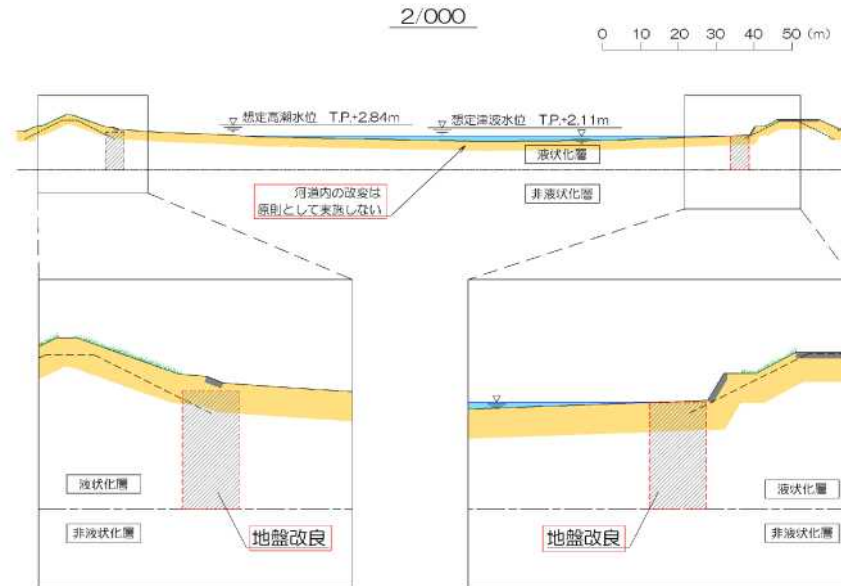 2/000
0 10 20 30 40 50 (m)
想定高潮水位 T.P.+2.84m
想定津波水位 T.P.+2.11m
液状化層
河道内の改変は
原則として実施しない
非液状化層
液状化層
非液状化層
地盤改良
液状化層
非液状化層
地盤改良